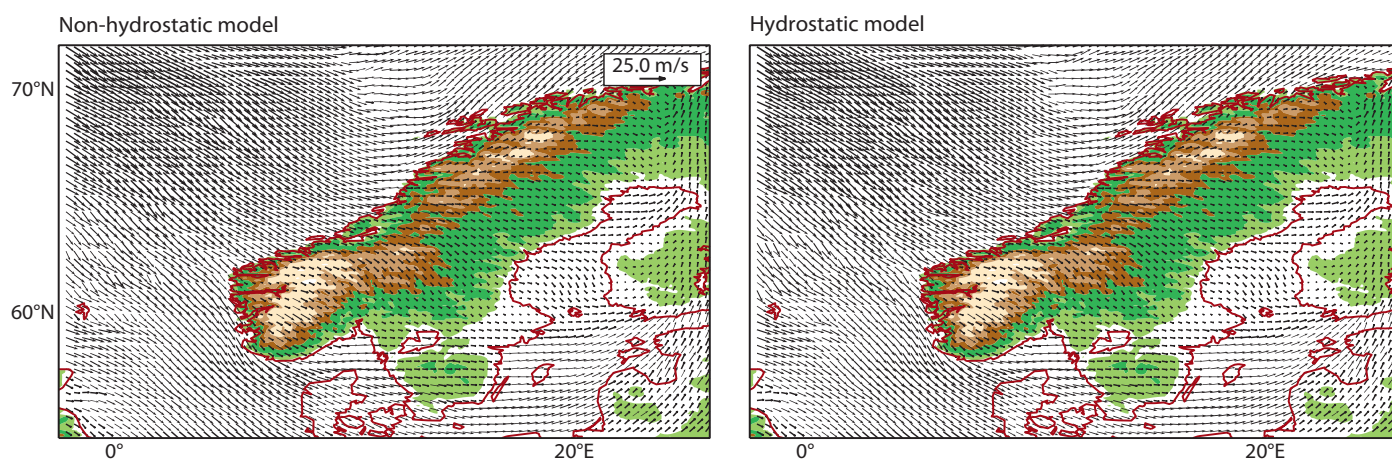 Non-hydrostatic model
Hydrostatic model
25.0 m/s
70°N
60°N
0°
20°E
0°
20°E